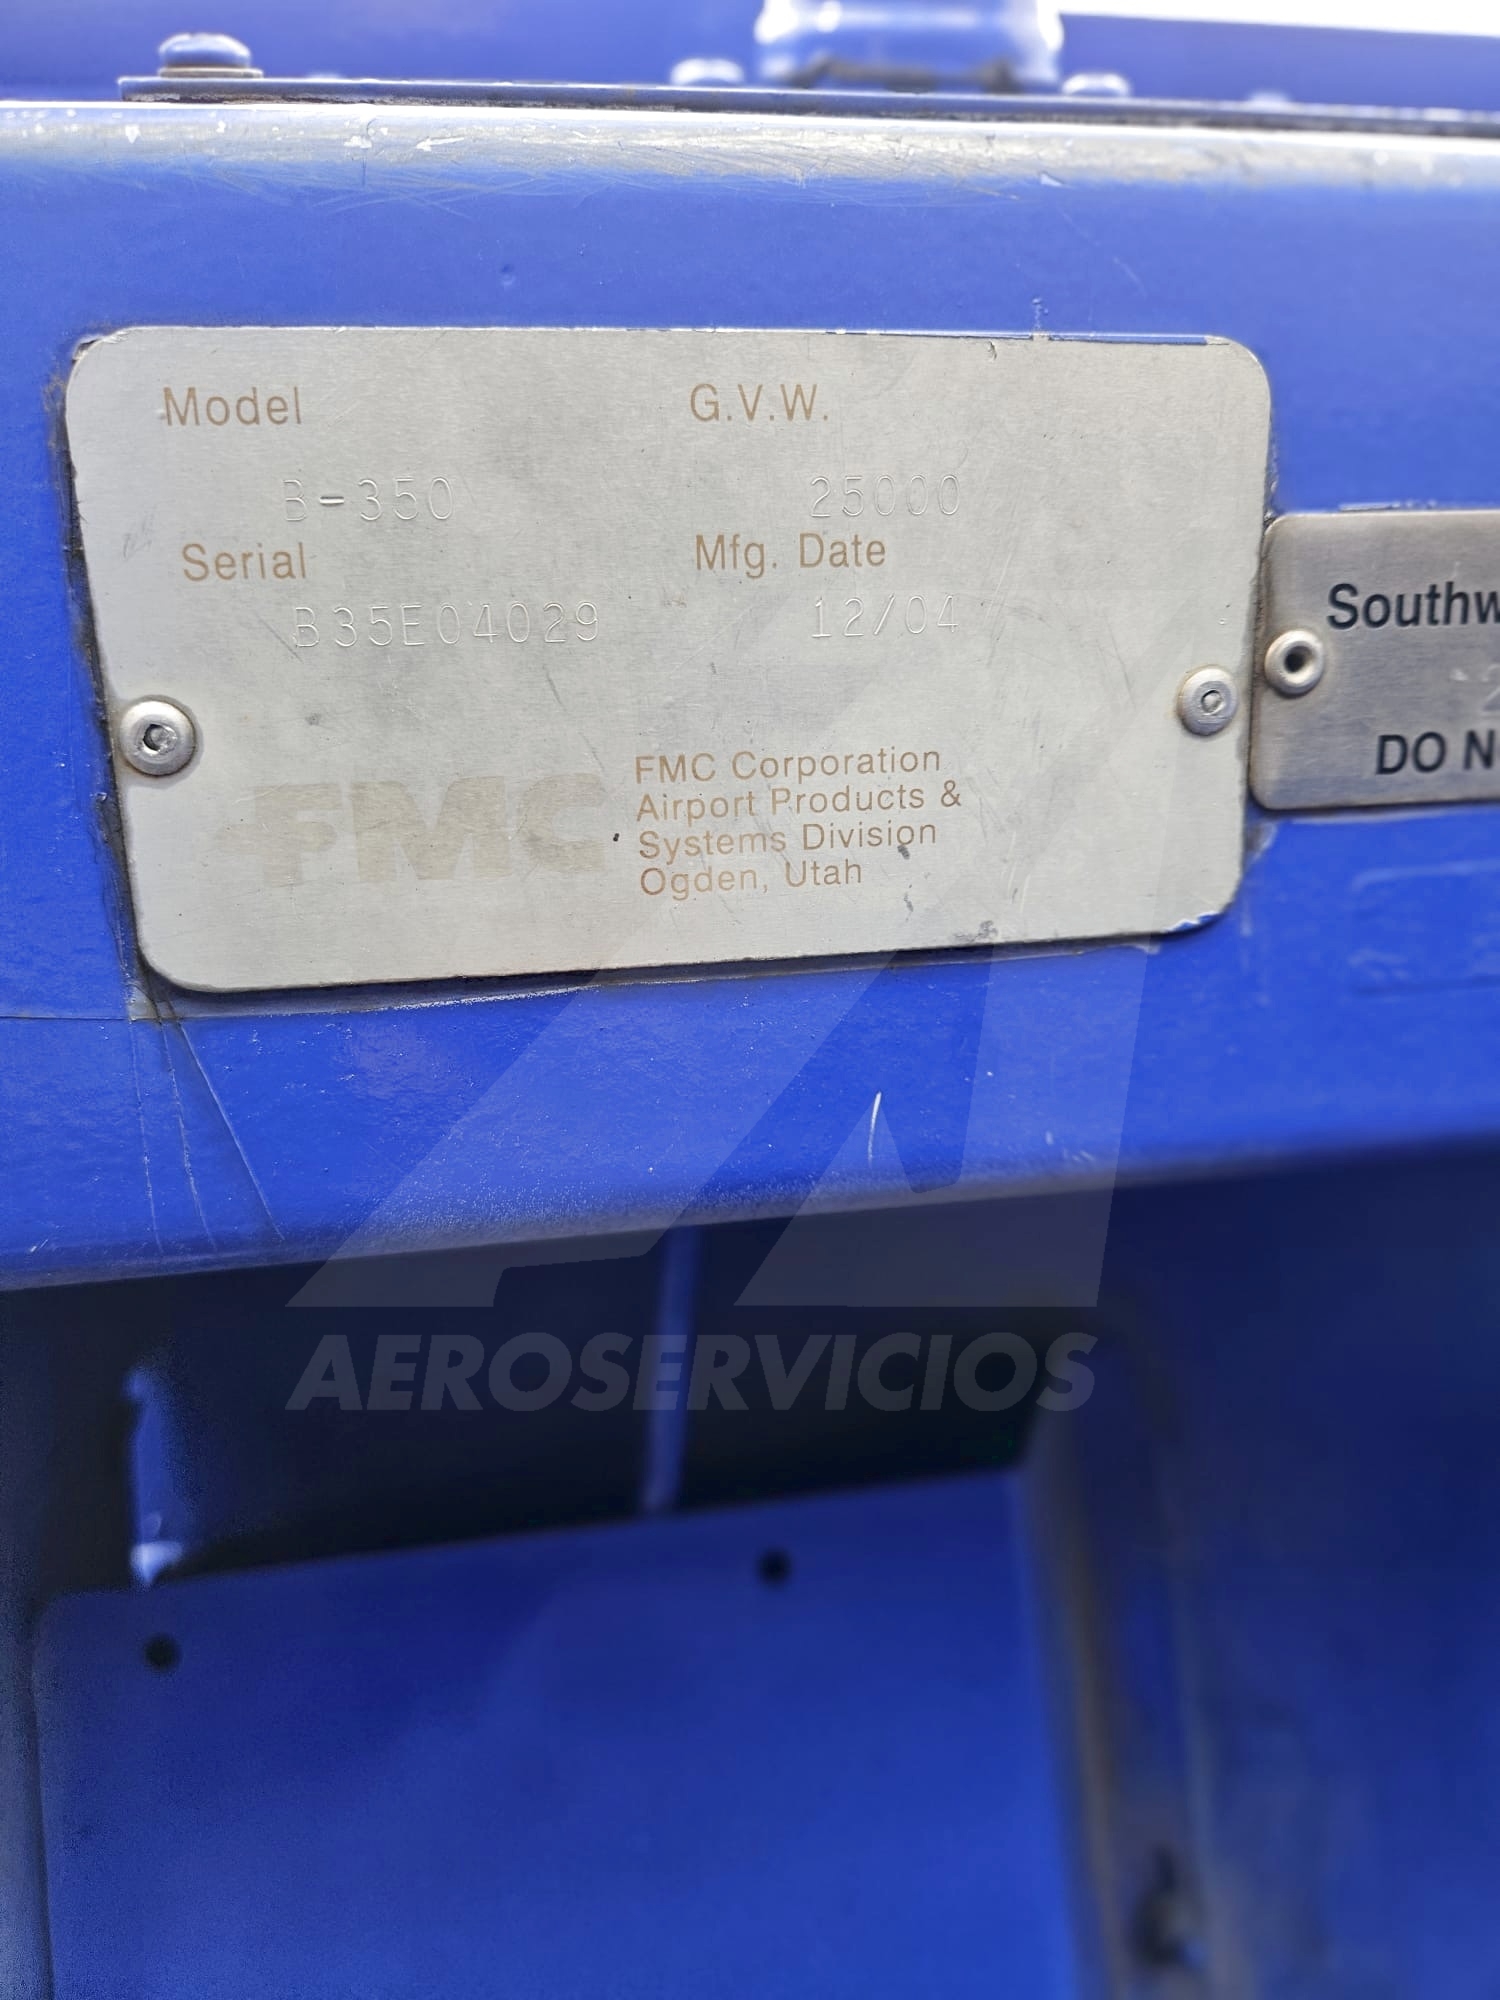 Model G.V.W.
B-350 25000
Serial Mfg. Date
B35E04029 12/04
FMC
FMC Corporation
Airport Products &
Systems Division
Ogden, Utah
DO
AEROSERVICIOS